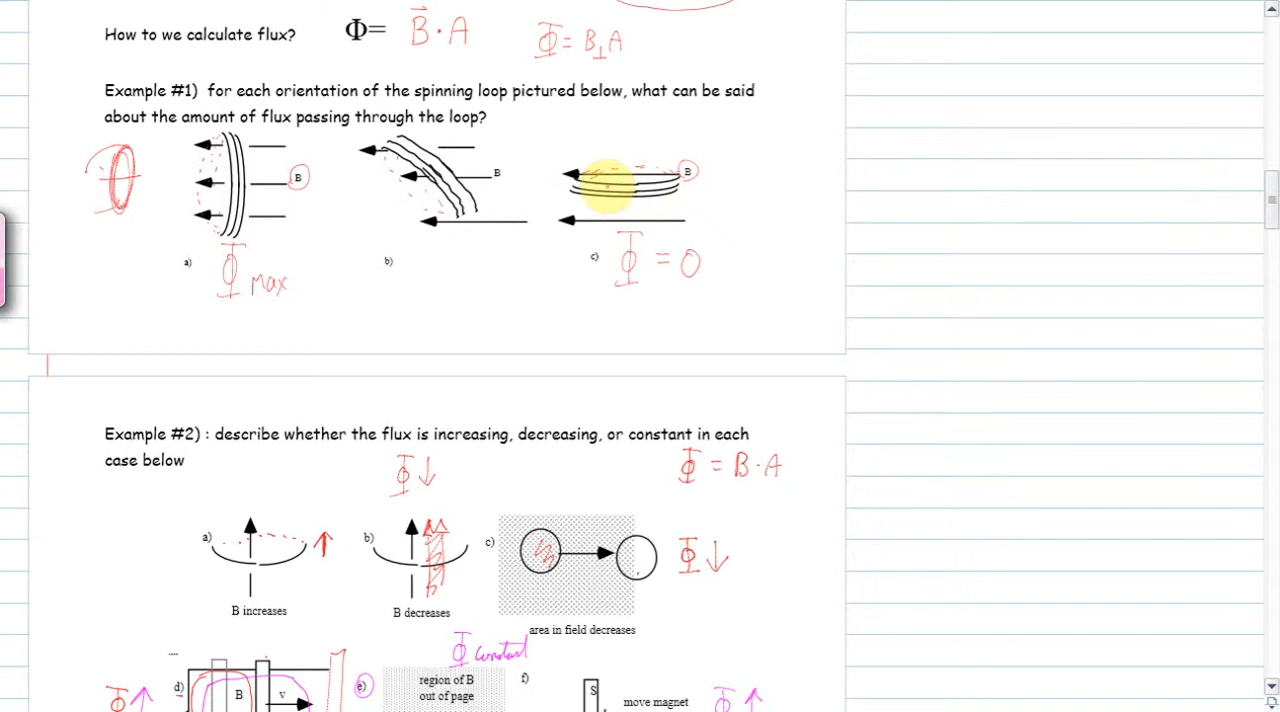 How to we calculate flux? Φ= B⃗·A Φ = B⊥A
Example #1) for each orientation of the spinning loop pictured below, what can be said
about the amount of flux passing through the loop?
B B B
a) Φ max b) c) Φ = 0
Example #2) : describe whether the flux is increasing, decreasing, or constant in each
case below
Φ↓ Φ = B·A
a) ↑ b) c) Φ↓
B increases B decreases
area in field decreases
Φ constant
d) B v e) region of B f) S
out of page move magnet
Φ↑ Φ↑